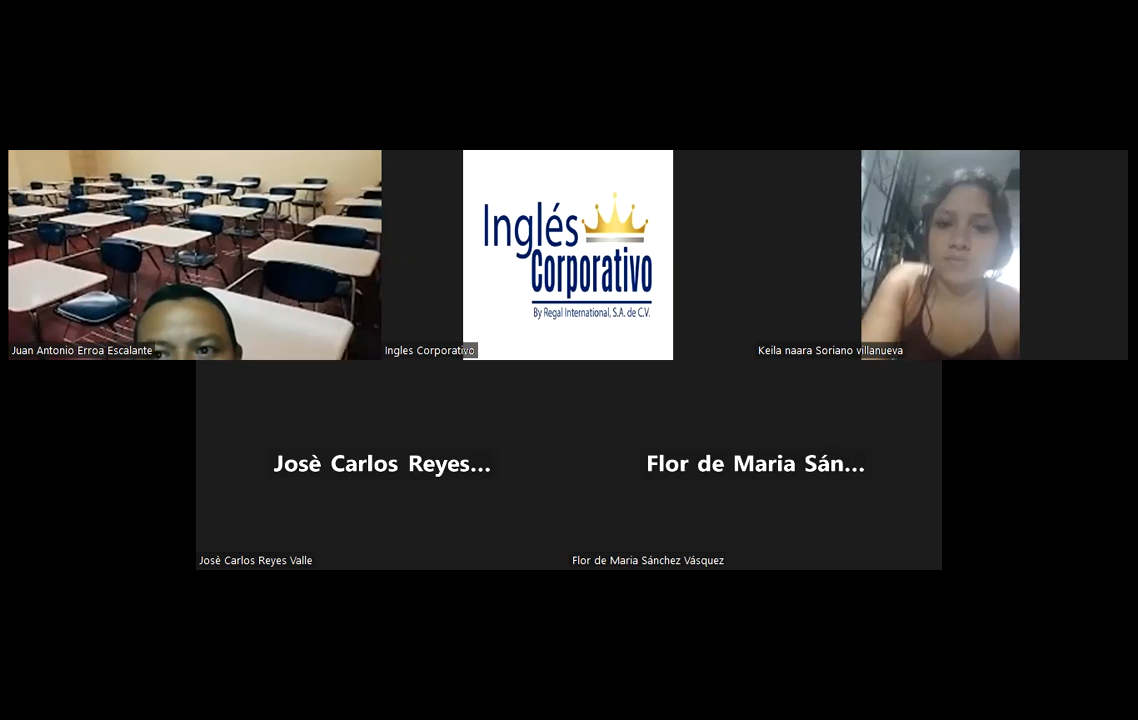 Inglés
Corporativo
By Regal International, S.A. de C.V.
Juan Antonio Erroa Escalante
Ingles Corporativo
Keila naara Soriano villanueva
Josè Carlos Reyes...
Flor de Maria Sán...
Josè Carlos Reyes Valle
Flor de Maria Sánchez Vásquez